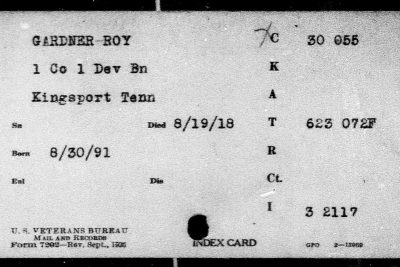 GARDNER ROY C 30 055
1 Co 1 Dev Bn K
Kingsport Tenn A
Sn Died 8/19/18 T 623 072F
Born 8/30/91 R
Enl Dis Ct.
I 3 2117
U. S. VETERANS BUREAU
MAIL AND RECORDS
Form 7202—Rev. Sept., 1926 INDEX CARD GPO